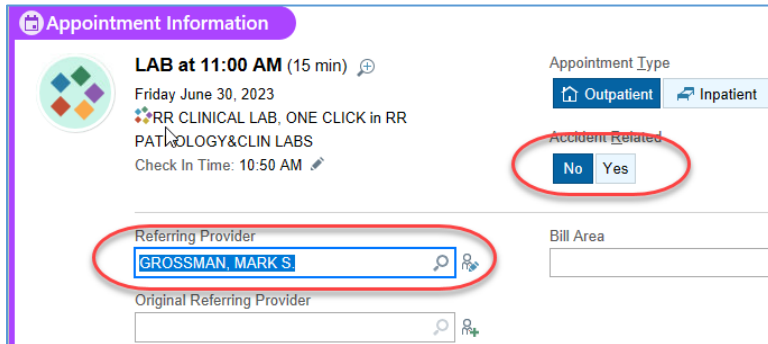 Appointment Information
LAB at 11:00 AM (15 min)
Friday June 30, 2023
RR CLINICAL LAB, ONE CLICK in RR
PATHOLOGY&CLIN LABS
Check In Time: 10:50 AM
Appointment Type
Outpatient Inpatient
Accident Related
No Yes
Referring Provider
GROSSMAN, MARK S.
Original Referring Provider
Bill Area